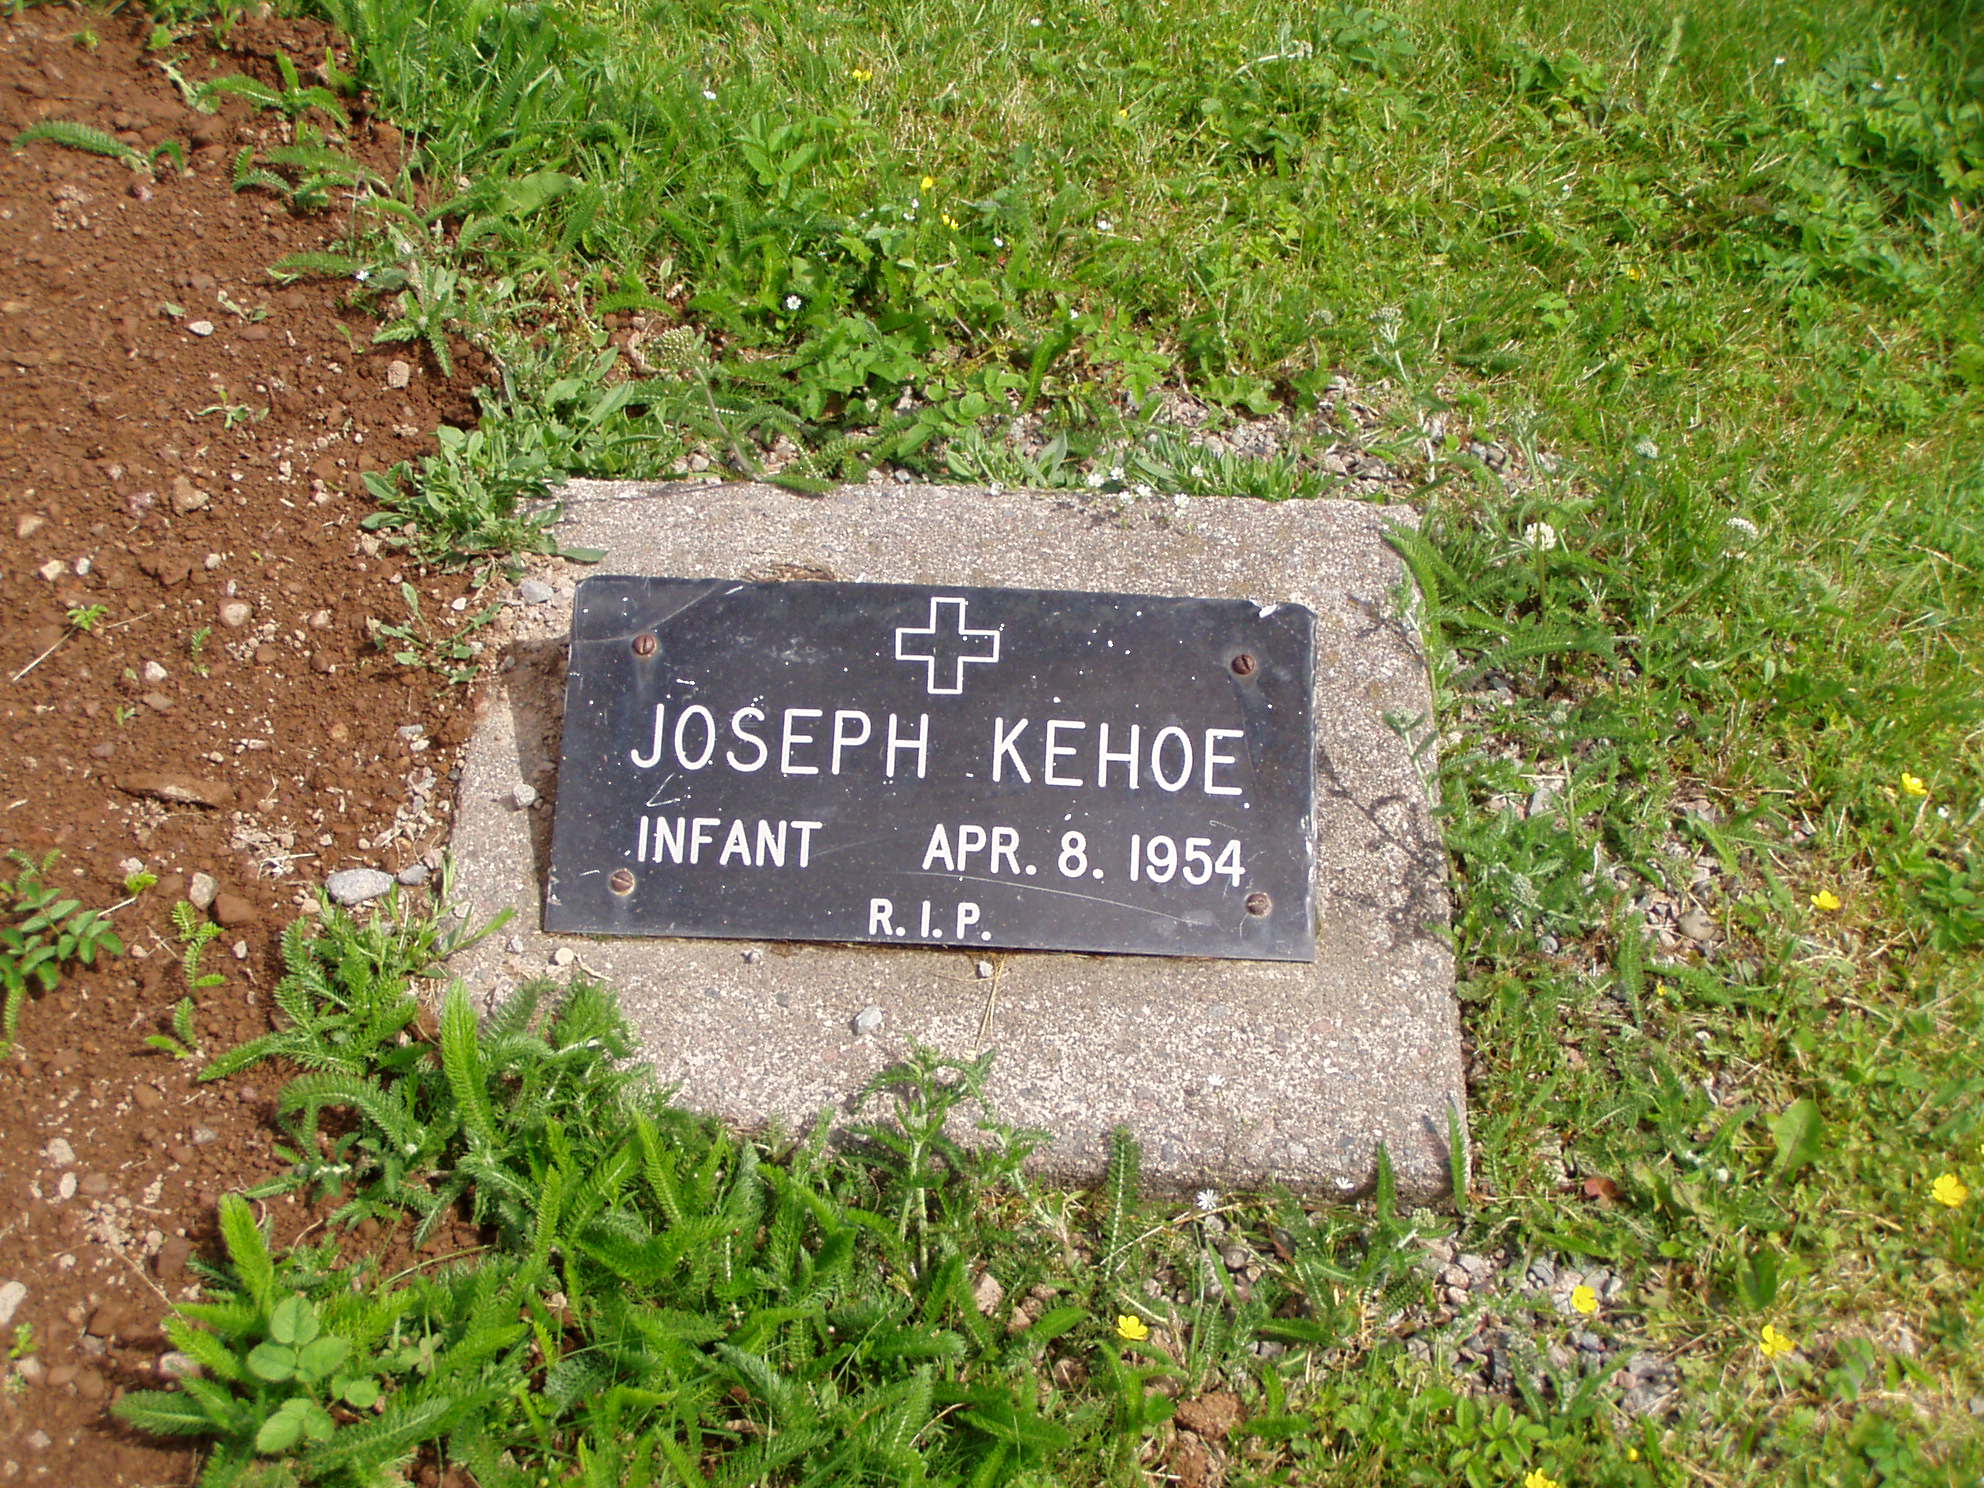 JOSEPH KEHOE
INFANT APR. 8. 1954
R. I. P.